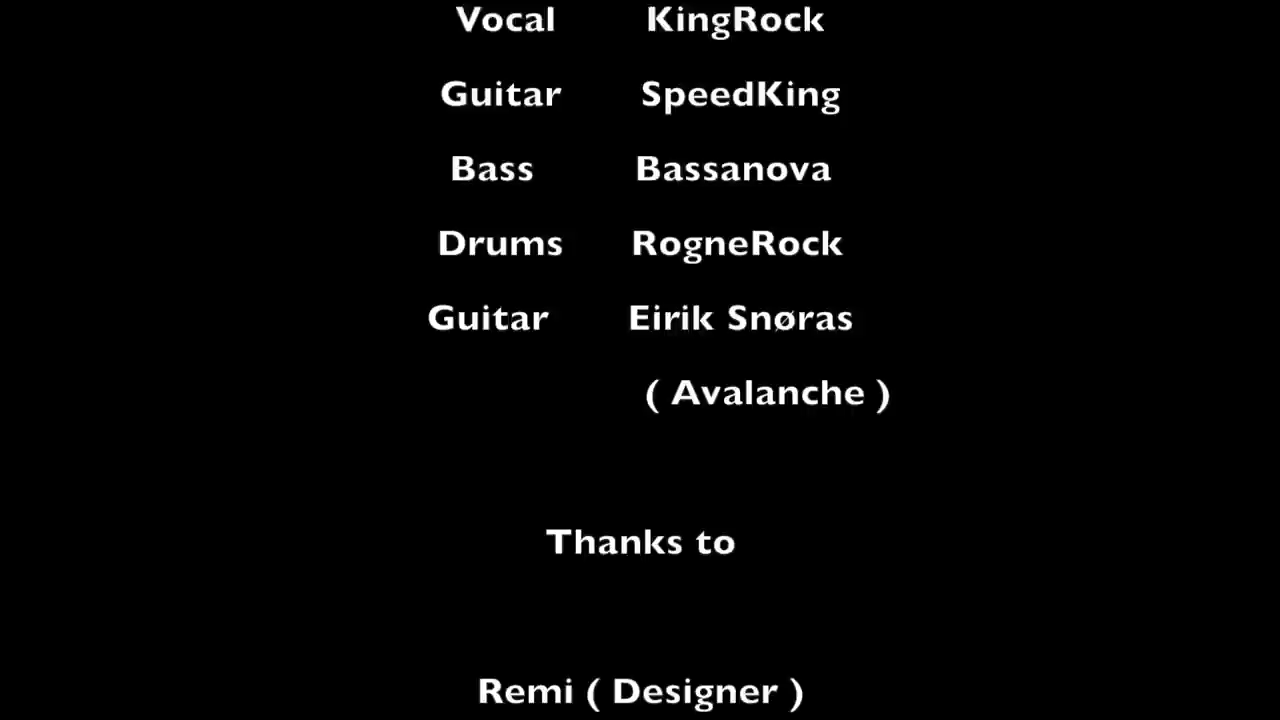 Vocal KingRock
Guitar SpeedKing
Bass Bassanova
Drums RogneRock
Guitar Eirik Snøras
( Avalanche )
Thanks to
Remi ( Designer )